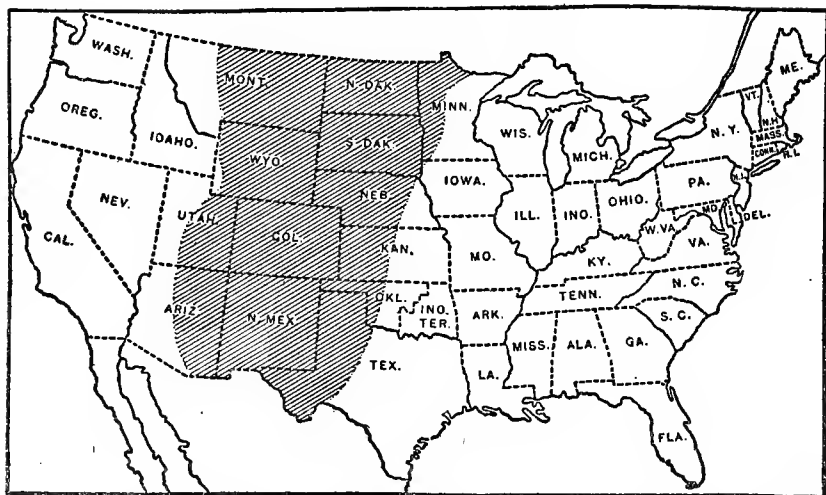 WASH.
MONT.
N-DAK.
MINN.
ME.
OREG.
IDAHO.
S-DAK.
WIS.
VT.
N.H.
N.Y.
MASS.
CONN.
R.I.
WYO.
MICH.
NEV.
UTAH.
NEB.
IOWA.
ILL.
INO.
OHIO.
PA.
N.J.
MD.
DEL.
CAL.
COL.
KAN.
MO.
W.VA.
VA.
KY.
ARIZ.
N-MEX.
OKL.
INO.
TER.
ARK.
TENN.
N.C.
S.C.
TEX.
LA.
MISS.
ALA.
GA.
FLA.